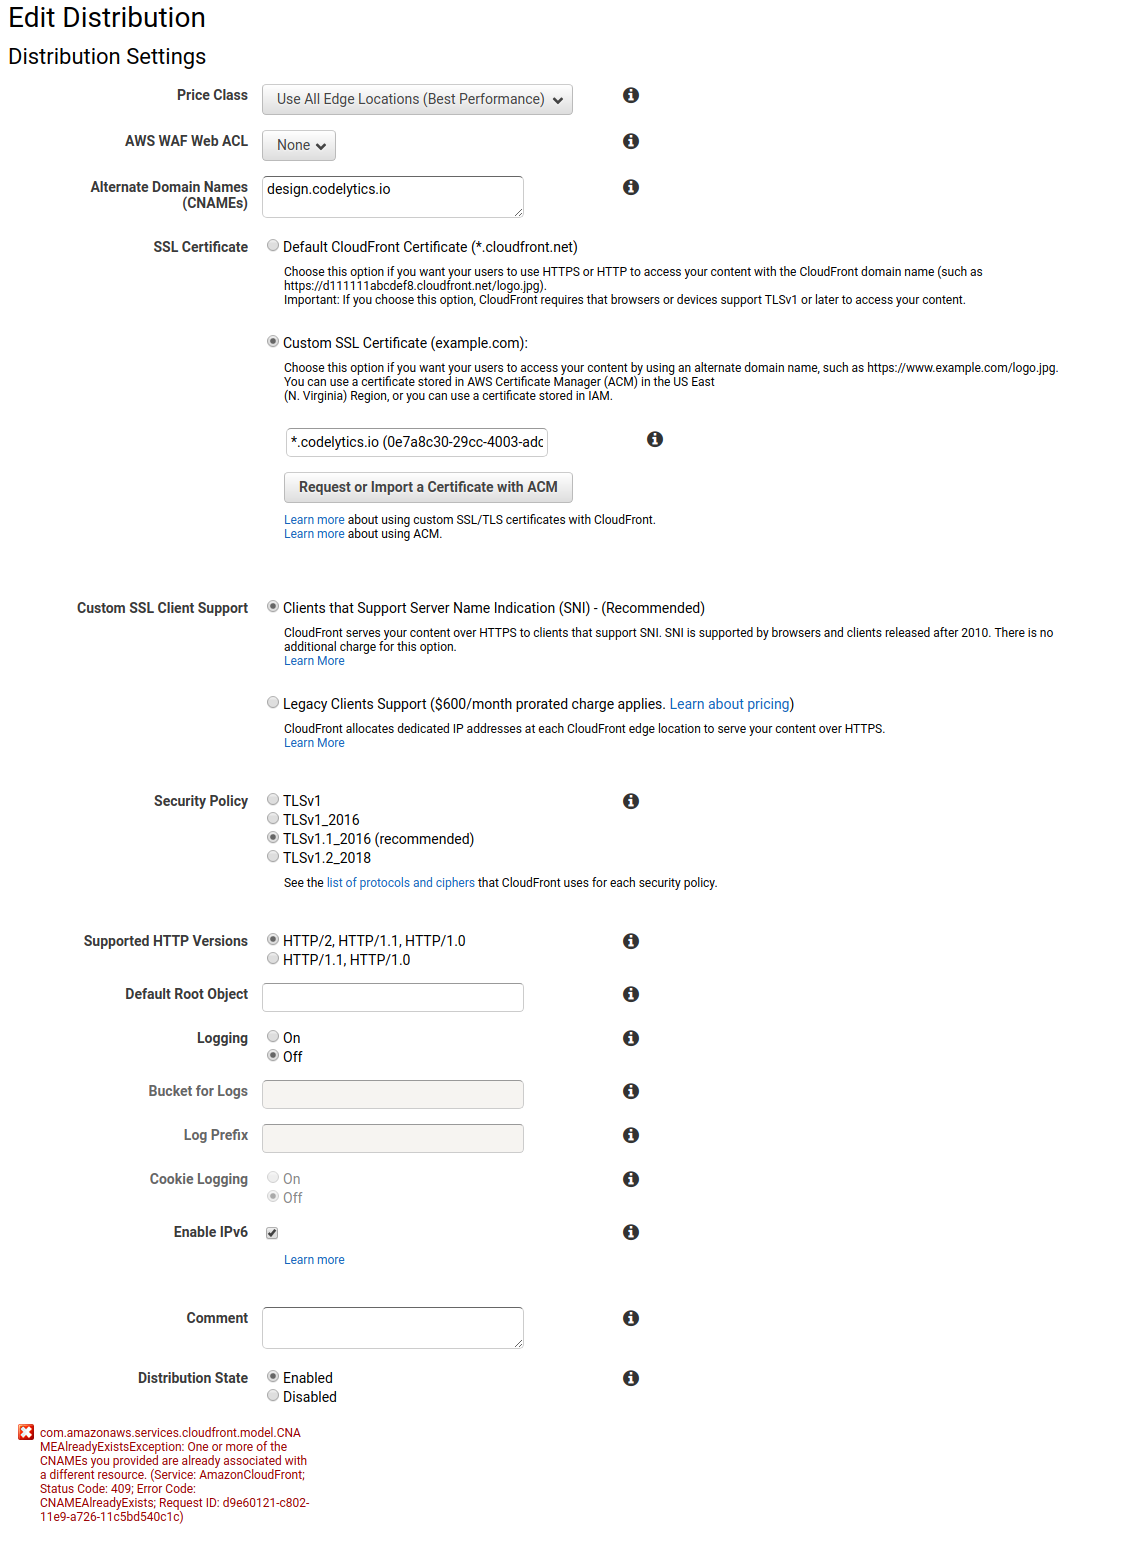 Edit Distribution
Distribution Settings
Price Class
Use All Edge Locations (Best Performance)
AWS WAF Web ACL
None
Alternate Domain Names
(CNAMEs)
design.codelytics.io
SSL Certificate
Default CloudFront Certificate (*.cloudfront.net)
Choose this option if you want your users to use HTTPS or HTTP to access your content with the CloudFront domain name (such as
https://d111111abcdef8.cloudfront.net/logo.jpg).
Important: If you choose this option, CloudFront requires that browsers or devices support TLSv1 or later to access your content.
Custom SSL Certificate (example.com):
Choose this option if you want your users to access your content by using an alternate domain name, such as https://www.example.com/logo.jpg.
You can use a certificate stored in AWS Certificate Manager (ACM) in the US East
(N. Virginia) Region, or you can use a certificate stored in IAM.
*.codelytics.io (0e7a8c30-29cc-4003-adc
Request or Import a Certificate with ACM
Learn more about using custom SSL/TLS certificates with CloudFront.
Learn more about using ACM.
Custom SSL Client Support
Clients that Support Server Name Indication (SNI) - (Recommended)
CloudFront serves your content over HTTPS to clients that support SNI. SNI is supported by browsers and clients released after 2010. There is no
additional charge for this option.
Learn More
Legacy Clients Support ($600/month prorated charge applies. Learn about pricing)
CloudFront allocates dedicated IP addresses at each CloudFront edge location to serve your content over HTTPS.
Learn More
Security Policy
TLSv1
TLSv1_2016
TLSv1.1_2016 (recommended)
TLSv1.2_2018
See the list of protocols and ciphers that CloudFront uses for each security policy.
Supported HTTP Versions
HTTP/2, HTTP/1.1, HTTP/1.0
HTTP/1.1, HTTP/1.0
Default Root Object
Logging
On
Off
Bucket for Logs
Log Prefix
Cookie Logging
On
Off
Enable IPv6
Learn more
Comment
Distribution State
Enabled
Disabled
com.amazonaws.services.cloudfront.model.CNA
MEAlreadyExistsException: One or more of the
CNAMEs you provided are already associated with
a different resource. (Service: AmazonCloudFront;
Status Code: 409; Error Code:
CNAMEAlreadyExists; Request ID: d9e60121-c802-
11e9-a726-11c5bd540c1c)